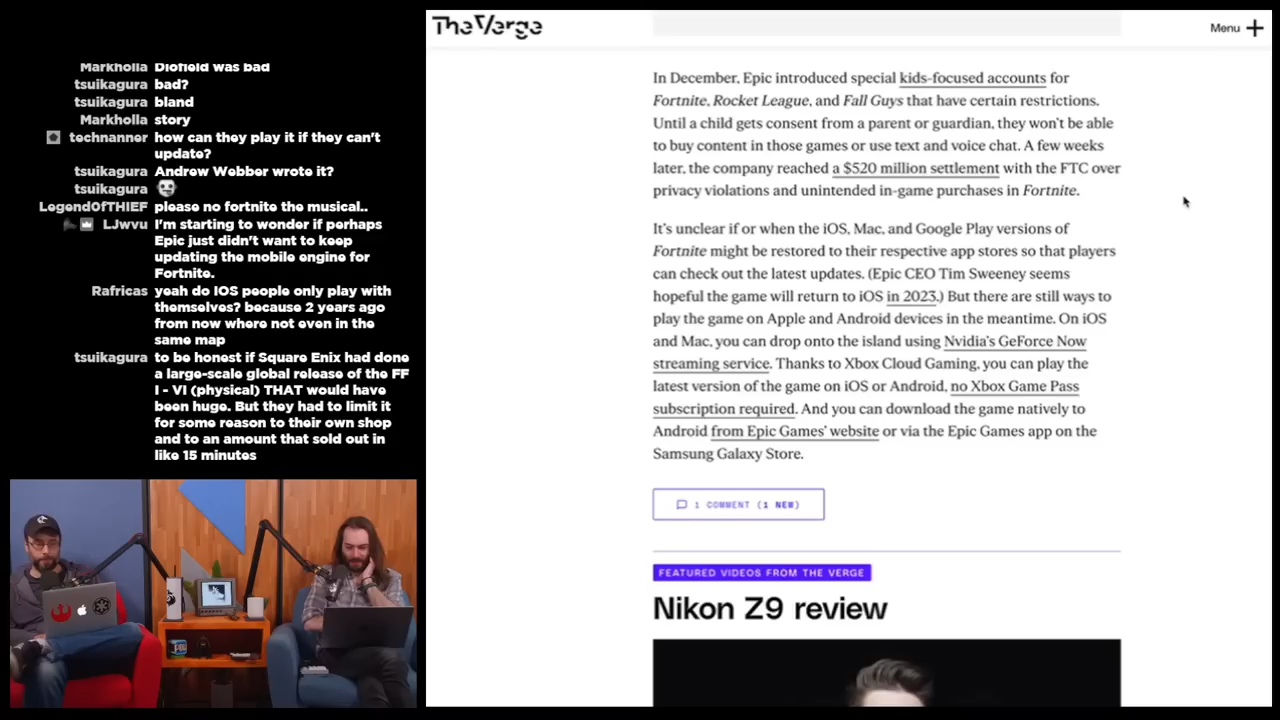 Markholla Diofield was bad
tsuikagura bad?
tsuikagura bland
Markholla story
technanner how can they play it if they can't
update?
tsuikagura Andrew Webber wrote it?
tsuikagura
LegendOfTHIEF please no fortnite the musical..
LJwvu I'm starting to wonder if perhaps
Epic just didn't want to keep
updating the mobile engine for
Fortnite.
Rafricas yeah do IOS people only play with
themselves? because 2 years ago
from now where not even in the
same map
tsuikagura to be honest if Square Enix had done
a large-scale global release of the FF
I - VI (physical) THAT would have
been huge. But they had to limit it
for some reason to their own shop
and to an amount that sold out in
like 15 minutes
The Verge
Menu
In December, Epic introduced special kids-focused accounts for
Fortnite, Rocket League, and Fall Guys that have certain restrictions.
Until a child gets consent from a parent or guardian, they won't be able
to buy content in those games or use text and voice chat. A few weeks
later, the company reached a $520 million settlement with the FTC over
privacy violations and unintended in-game purchases in Fortnite.
It's unclear if or when the iOS, Mac, and Google Play versions of
Fortnite might be restored to their respective app stores so that players
can check out the latest updates. (Epic CEO Tim Sweeney seems
hopeful the game will return to iOS in 2023.) But there are still ways to
play the game on Apple and Android devices in the meantime. On iOS
and Mac, you can drop onto the island using Nvidia's GeForce Now
streaming service. Thanks to Xbox Cloud Gaming, you can play the
latest version of the game on iOS or Android, no Xbox Game Pass
subscription required. And you can download the game natively to
Android from Epic Games' website or via the Epic Games app on the
Samsung Galaxy Store.
1 COMMENT (1 NEW)
FEATURED VIDEOS FROM THE VERGE
Nikon Z9 review